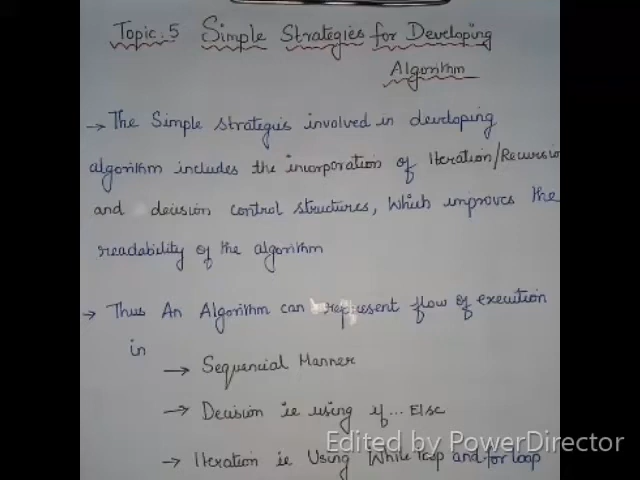 Topic. 5 Simple Strategies for Developing
Algorithm
→ The Simple strategies involved in developing
algorithm includes the incorporation of Iteration/Recursion
and decision control structures, Which improves the
readability of the algorithm
→ Thus An Algorithm can represent flow of execution
in
→ Sequencial Manner
→ Decision ie using if... Else
→ Iteration ie Using While loop and for loop
Edited by PowerDirector